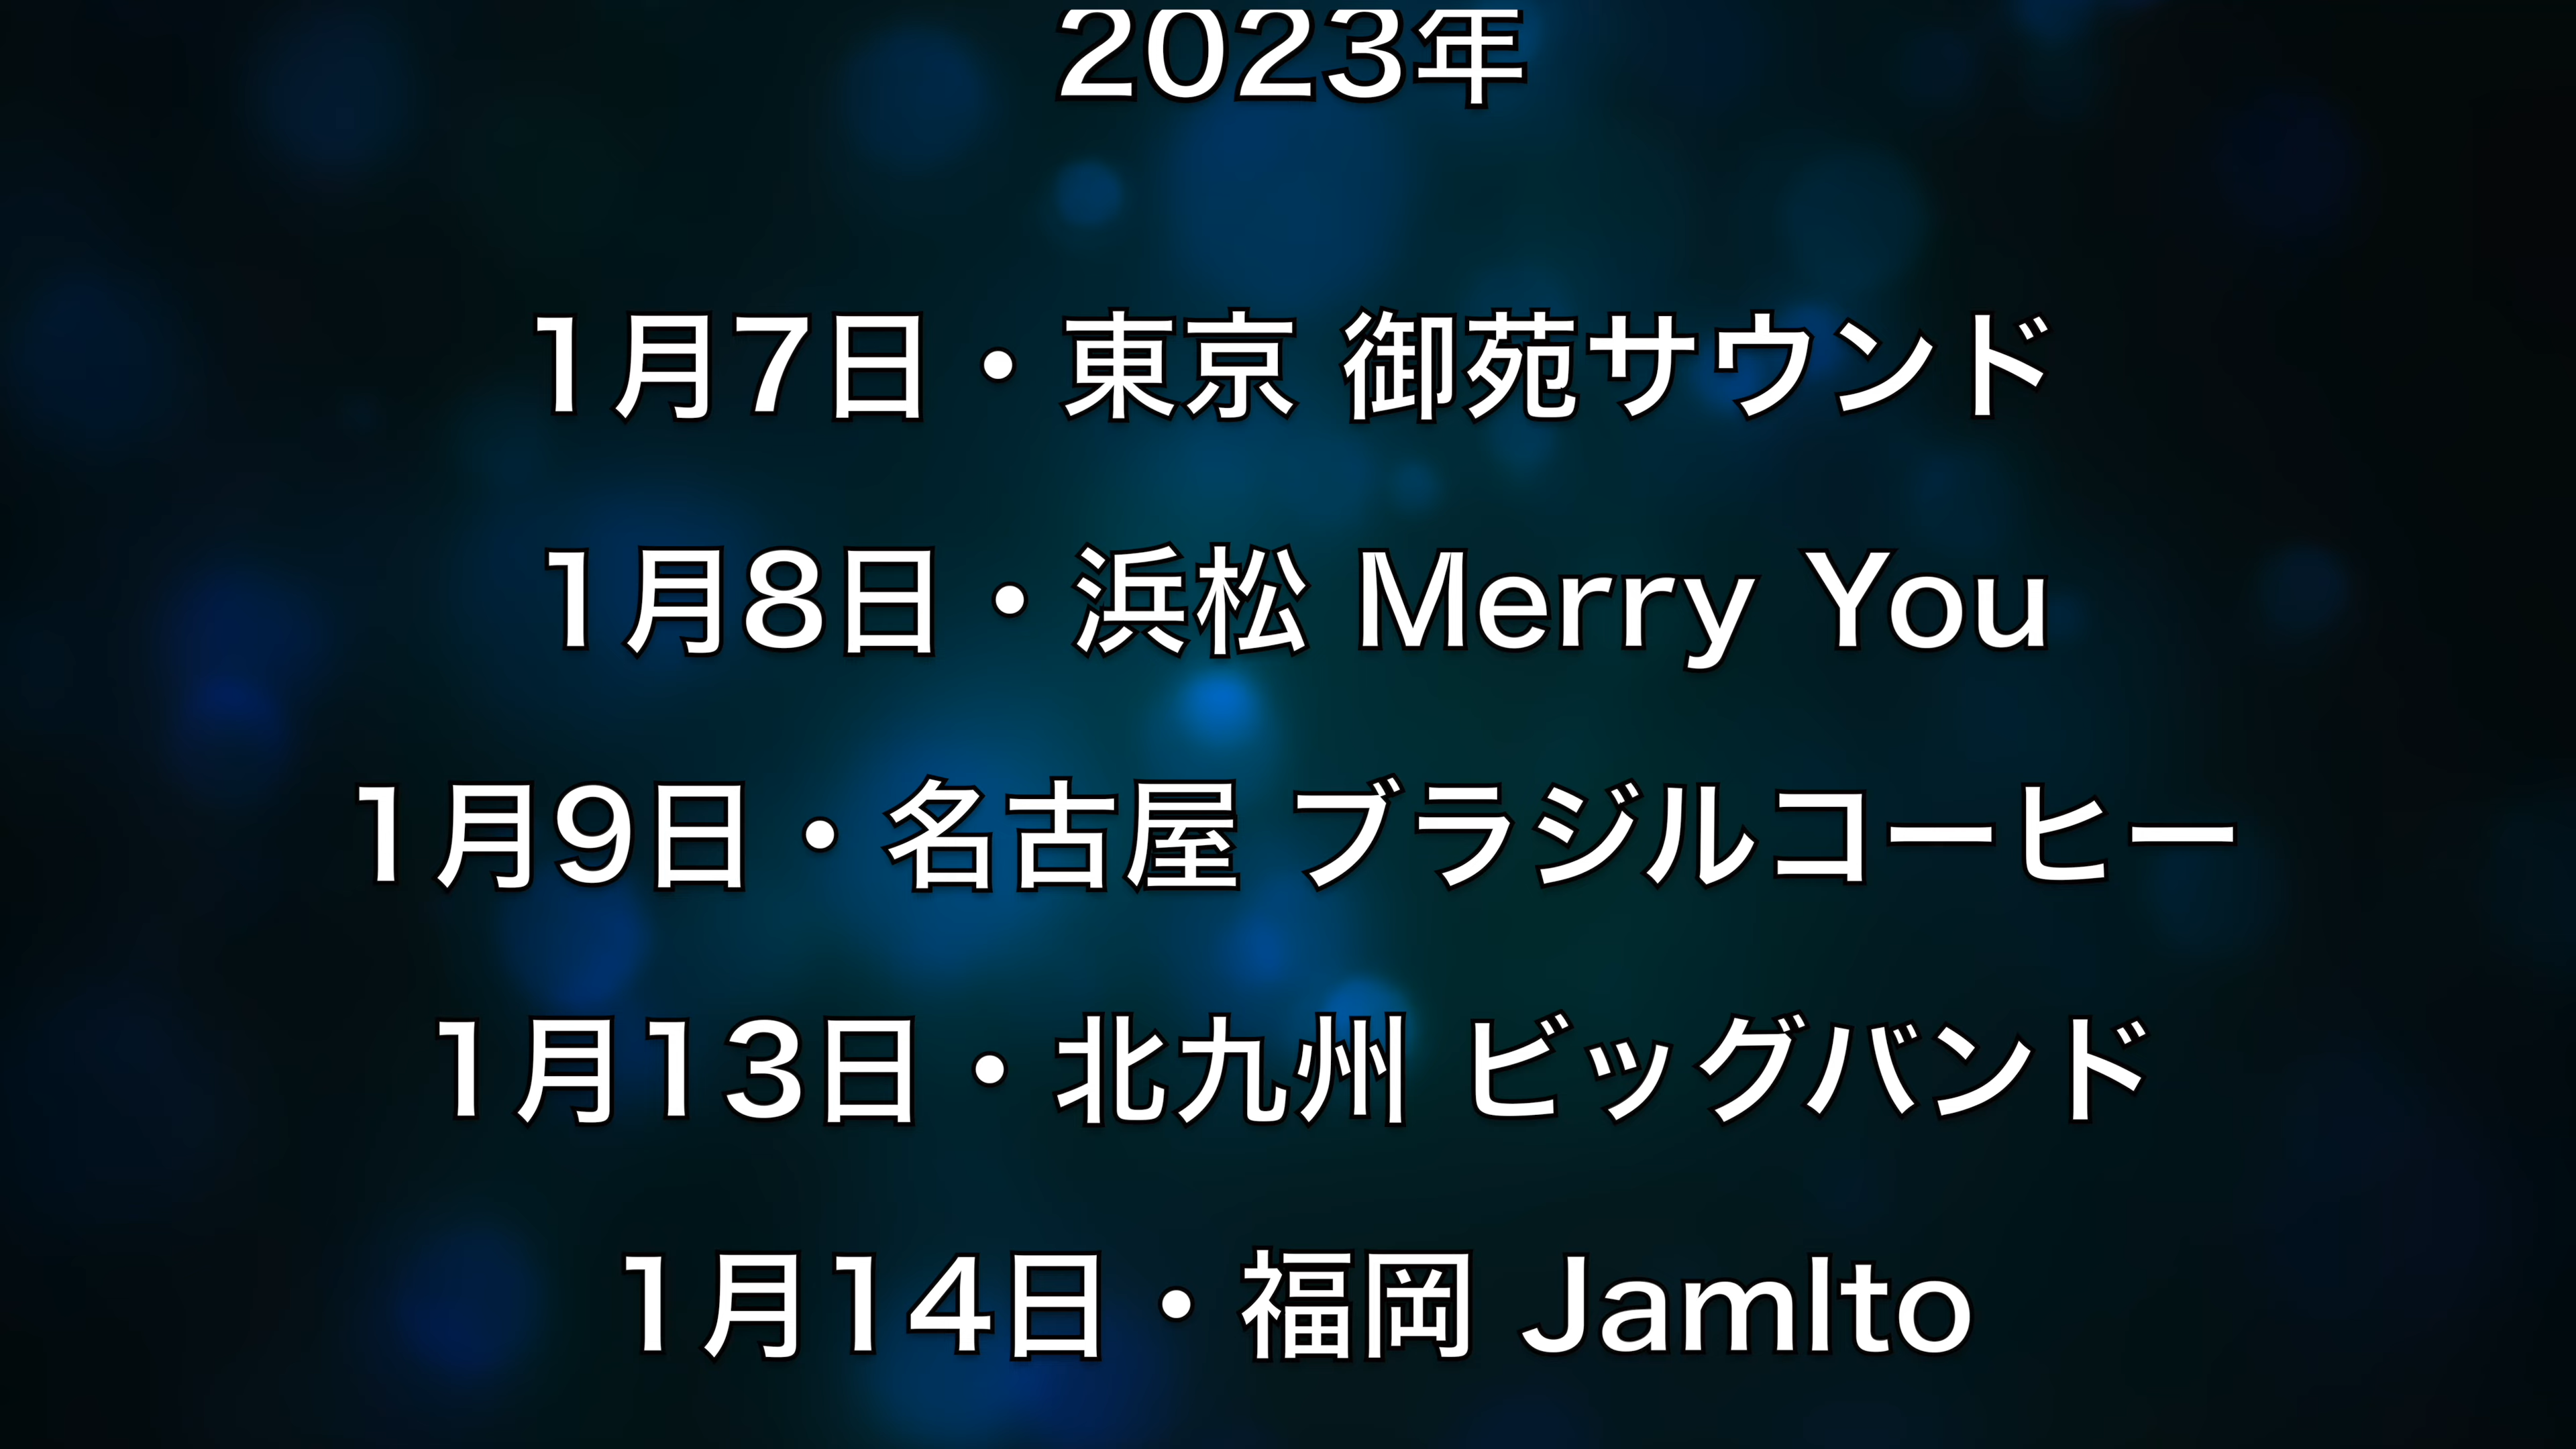 2023年
1月7日・東京 御苑サウンド
1月8日・浜松 Merry You
1月9日・名古屋 ブラジルコーヒー
1月13日・北九州 ビッグバンド
1月14日・福岡 JamIto